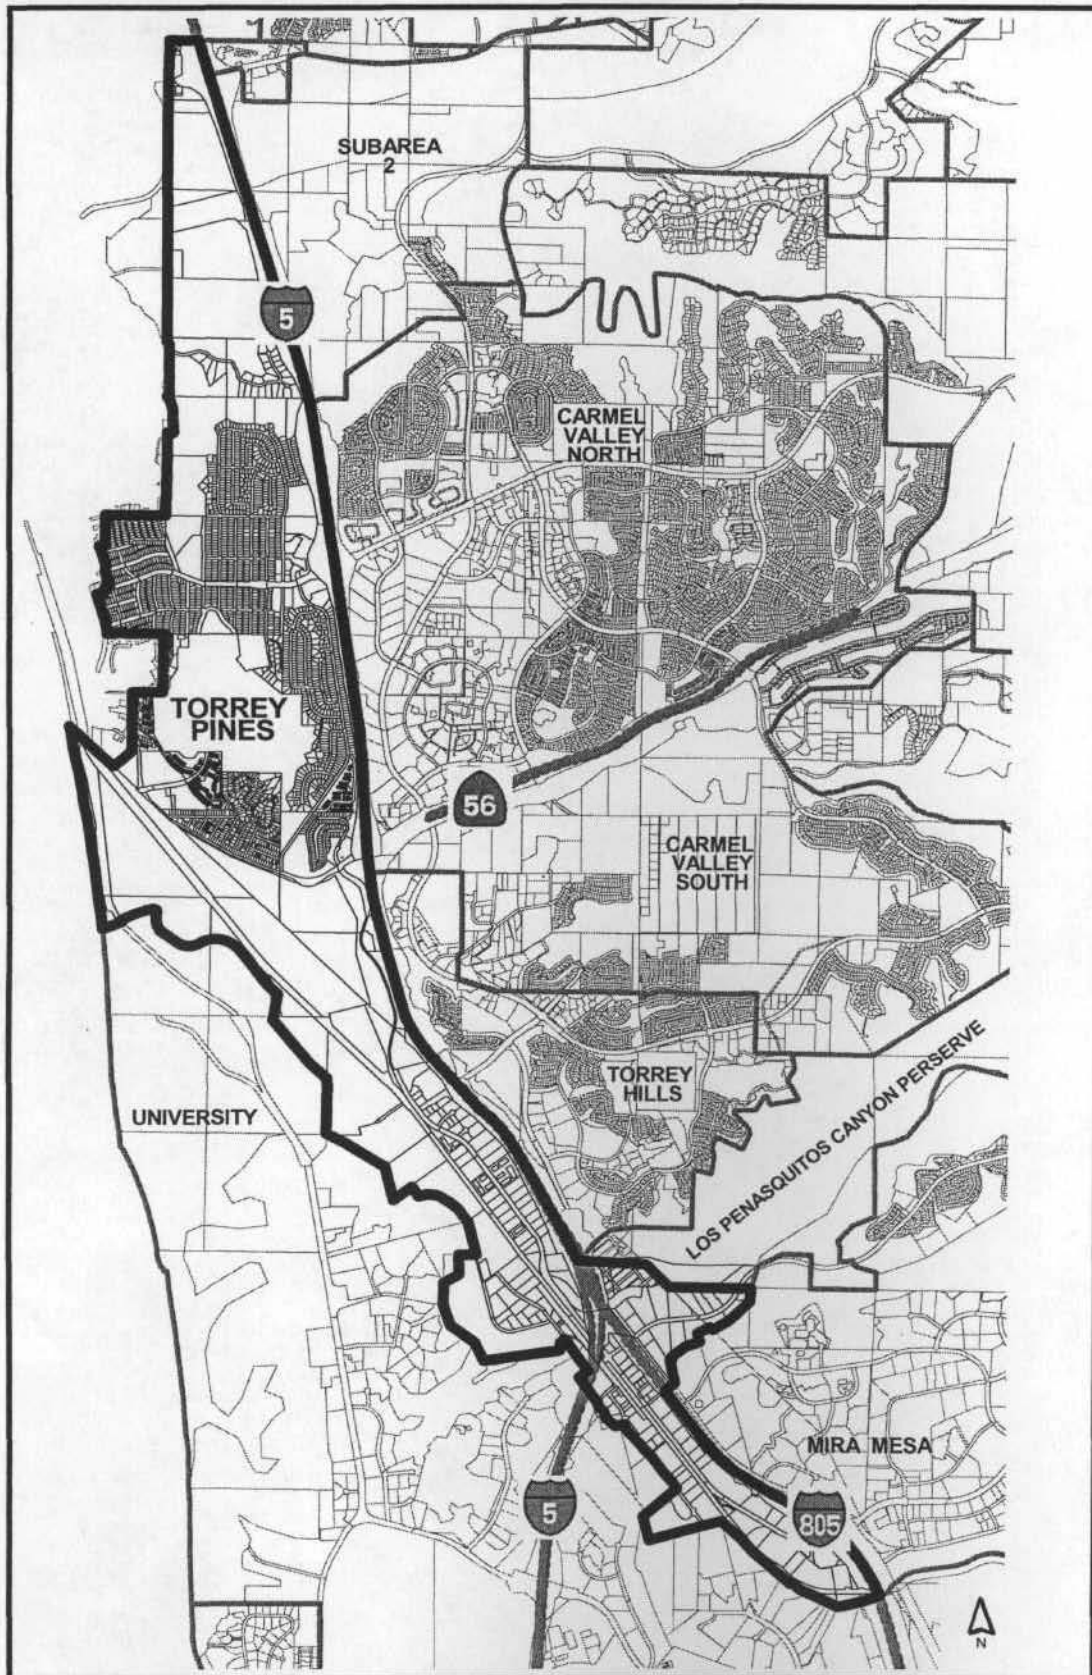 SUBAREA
2
5
CARMEL
VALLEY
NORTH
TORREY
PINES
56
CARMEL
VALLEY
SOUTH
TORREY
HILLS
LOS PENASQUITOS CANYON PERSERVE
UNIVERSITY
MIRA MESA
5
805
N